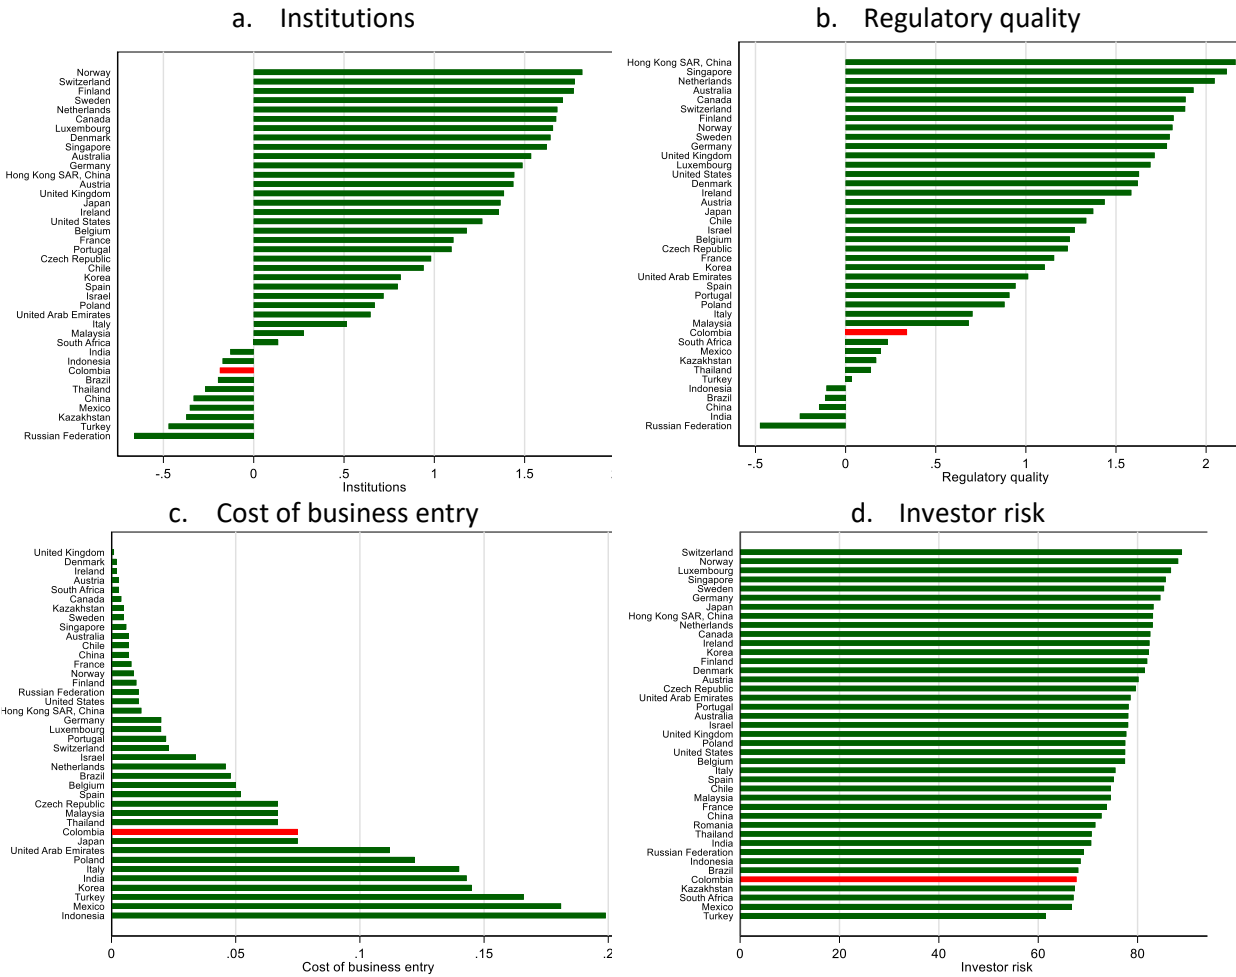 a. Institutions
Norway
Switzerland
Finland
Sweden
Netherlands
Canada
Luxembourg
Denmark
Singapore
Australia
Germany
Hong Kong SAR, China
Austria
United Kingdom
Japan
Ireland
United States
Belgium
France
Portugal
Czech Republic
Chile
Korea
Spain
Israel
Poland
United Arab Emirates
Italy
Malaysia
South Africa
India
Indonesia
Colombia
Brazil
Thailand
China
Mexico
Kazakhstan
Turkey
Russian Federation
-.5 0 .5 1 1.5
Institutions
b. Regulatory quality
Hong Kong SAR, China
Singapore
Netherlands
Australia
Canada
Switzerland
Finland
Norway
Sweden
Germany
United Kingdom
Luxembourg
United States
Denmark
Ireland
Austria
Japan
Chile
Israel
Belgium
Czech Republic
France
Korea
United Arab Emirates
Spain
Portugal
Poland
Italy
Malaysia
Colombia
South Africa
Mexico
Kazakhstan
Thailand
Turkey
Indonesia
Brazil
China
India
Russian Federation
-.5 0 .5 1 1.5 2
Regulatory quality
c. Cost of business entry
United Kingdom
Denmark
Ireland
Austria
South Africa
Canada
Kazakhstan
Sweden
Singapore
Australia
Chile
China
France
Norway
Finland
Russian Federation
United States
Hong Kong SAR, China
Germany
Luxembourg
Portugal
Switzerland
Israel
Netherlands
Brazil
Belgium
Spain
Czech Republic
Malaysia
Thailand
Colombia
Japan
United Arab Emirates
Poland
Italy
India
Korea
Turkey
Mexico
Indonesia
0 .05 .1 .15 .2
Cost of business entry
d. Investor risk
Switzerland
Norway
Luxembourg
Singapore
Sweden
Germany
Japan
Hong Kong SAR, China
Netherlands
Canada
Ireland
Korea
Finland
Denmark
Austria
Czech Republic
United Arab Emirates
Portugal
Australia
Israel
United Kingdom
Poland
United States
Belgium
Italy
Spain
Chile
Malaysia
France
China
Romania
Thailand
India
Russian Federation
Indonesia
Brazil
Colombia
Kazakhstan
South Africa
Mexico
Turkey
0 20 40 60 80
Investor risk